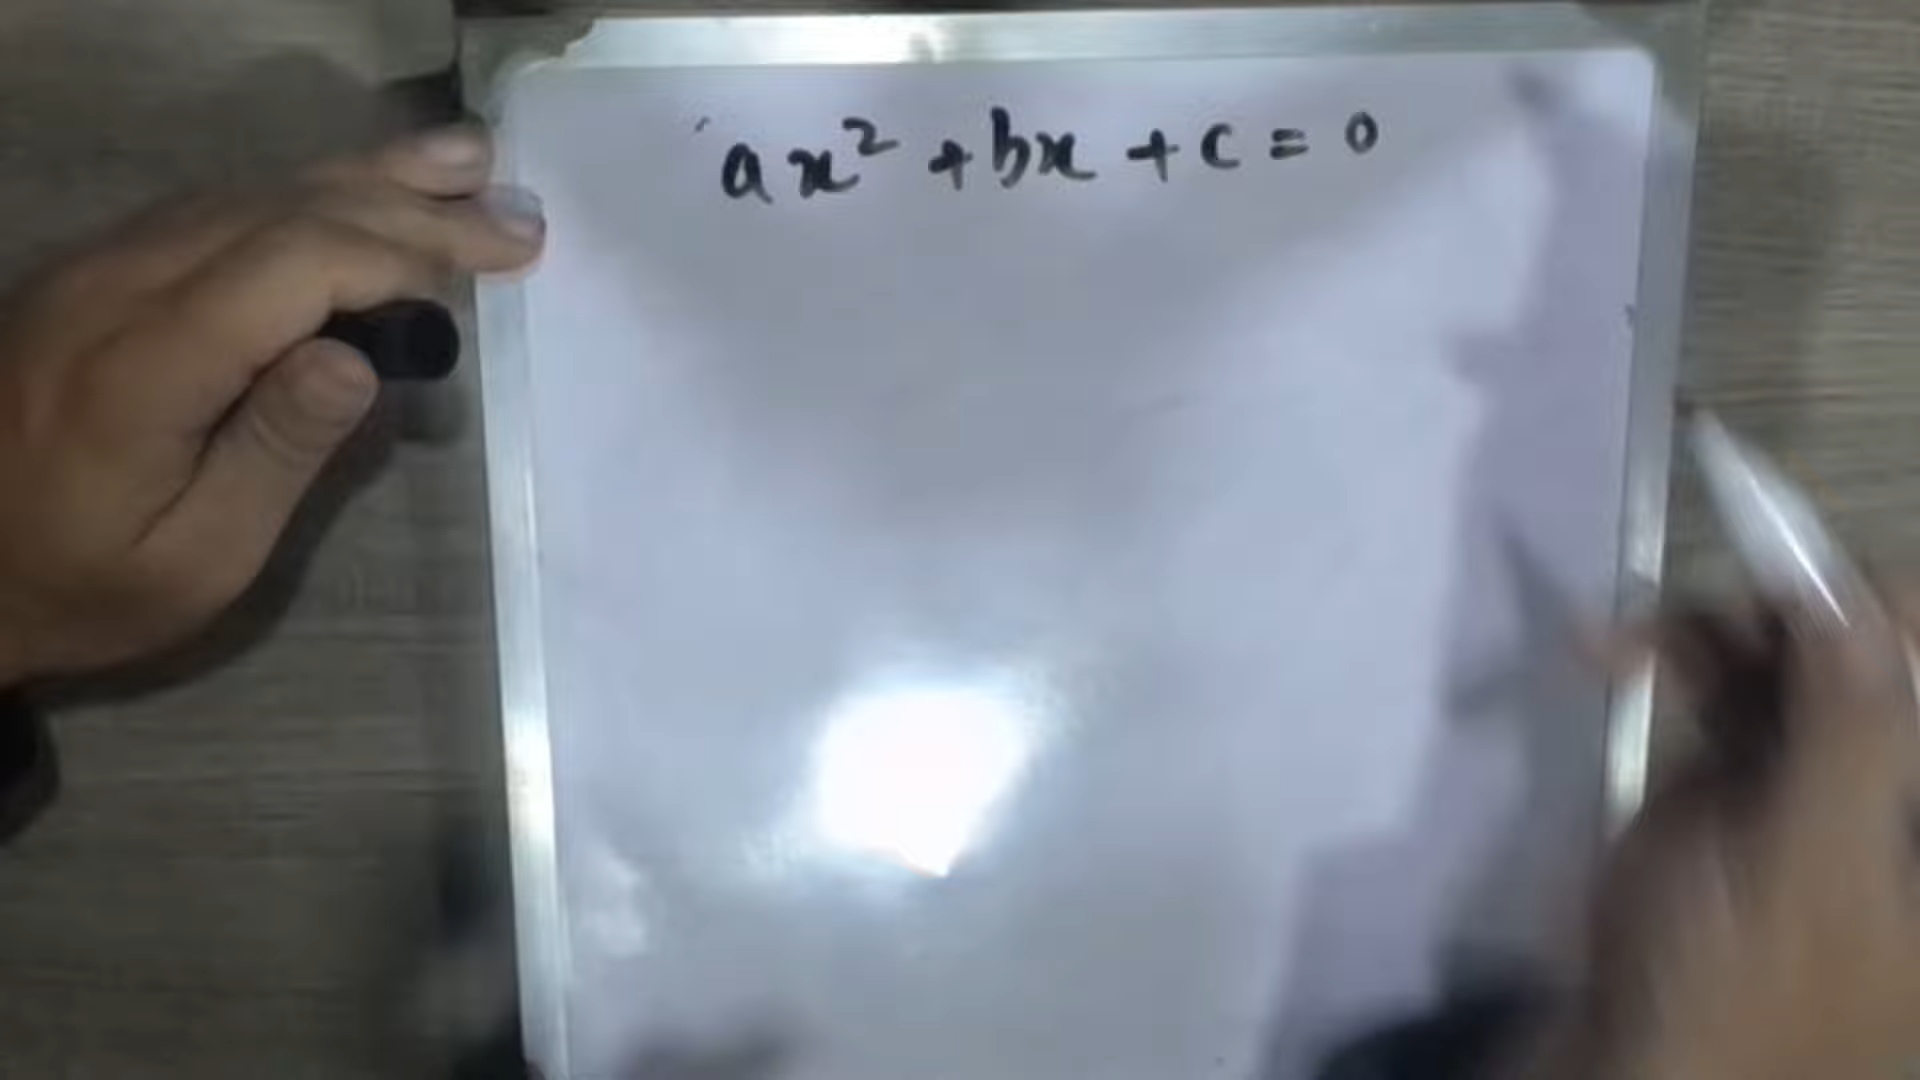 ax² + bx + c = 0